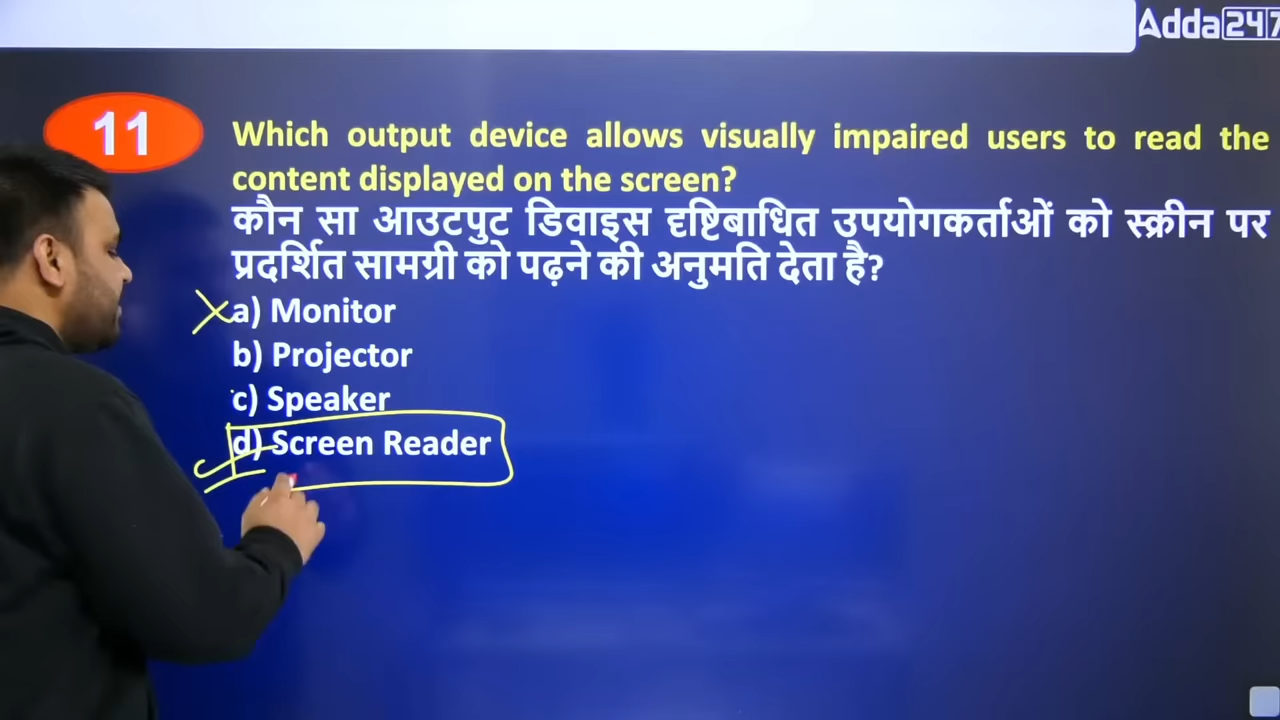 Adda247
11
Which output device allows visually impaired users to read the
content displayed on the screen?
कौन सा आउटपुट डिवाइस दृष्टिबाधित उपयोगकर्ताओं को स्क्रीन पर
प्रदर्शित सामग्री को पढ़ने की अनुमति देता है?
a) Monitor
b) Projector
c) Speaker
d) Screen Reader